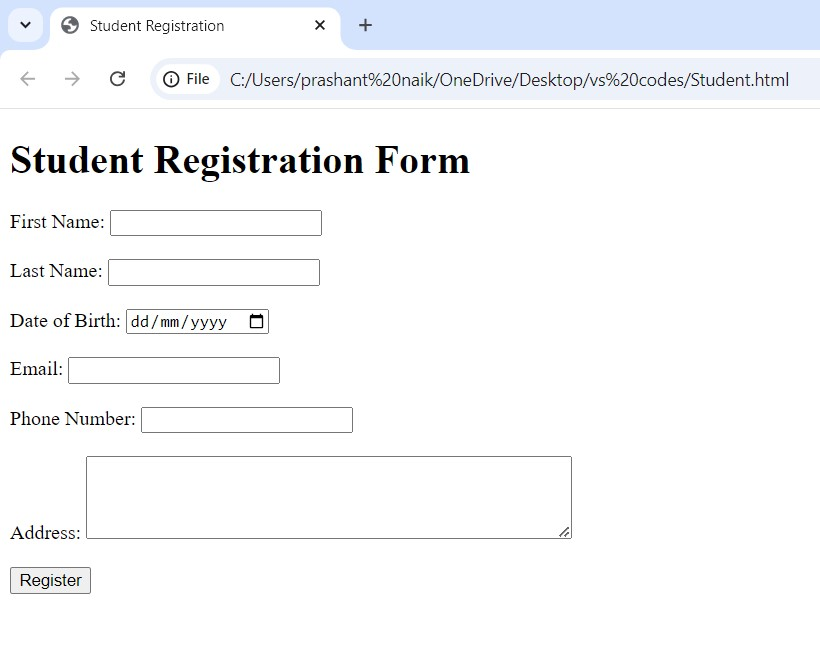 Student Registration
File C:/Users/prashant%20naik/OneDrive/Desktop/vs%20codes/Student.html
Student Registration Form
First Name:
Last Name:
Date of Birth: dd/mm/yyyy
Email:
Phone Number:
Address:
Register